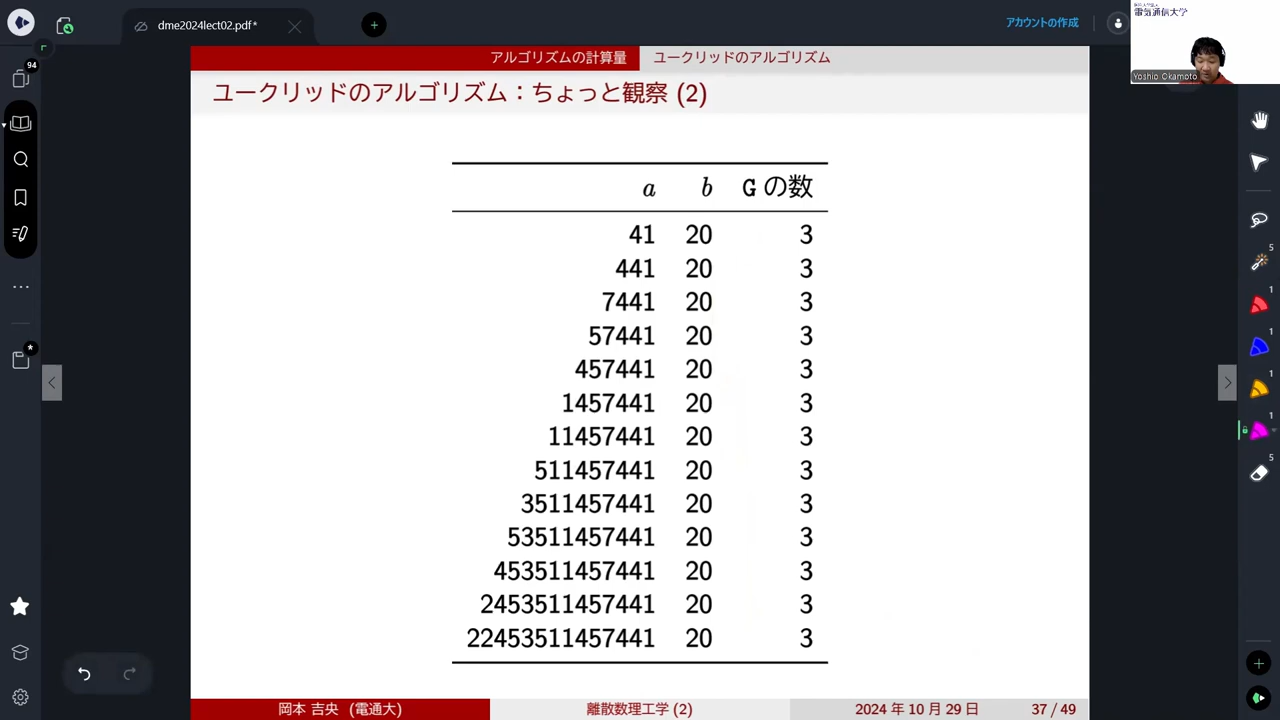 dme2024lect02.pdf*
アカウントの作成
電気通信大学
Yoshio Okamoto
94
アルゴリズムの計算量 ユークリッドのアルゴリズム
ユークリッドのアルゴリズム：ちょっと観察 (2)
a b G の数
41 20 3
441 20 3
7441 20 3
57441 20 3
457441 20 3
1457441 20 3
11457441 20 3
511457441 20 3
3511457441 20 3
53511457441 20 3
453511457441 20 3
2453511457441 20 3
22453511457441 20 3
5
1
1
1
1
5
岡本 吉央 (電通大) 離散数理工学 (2) 2024 年 10 月 29 日 37 / 49